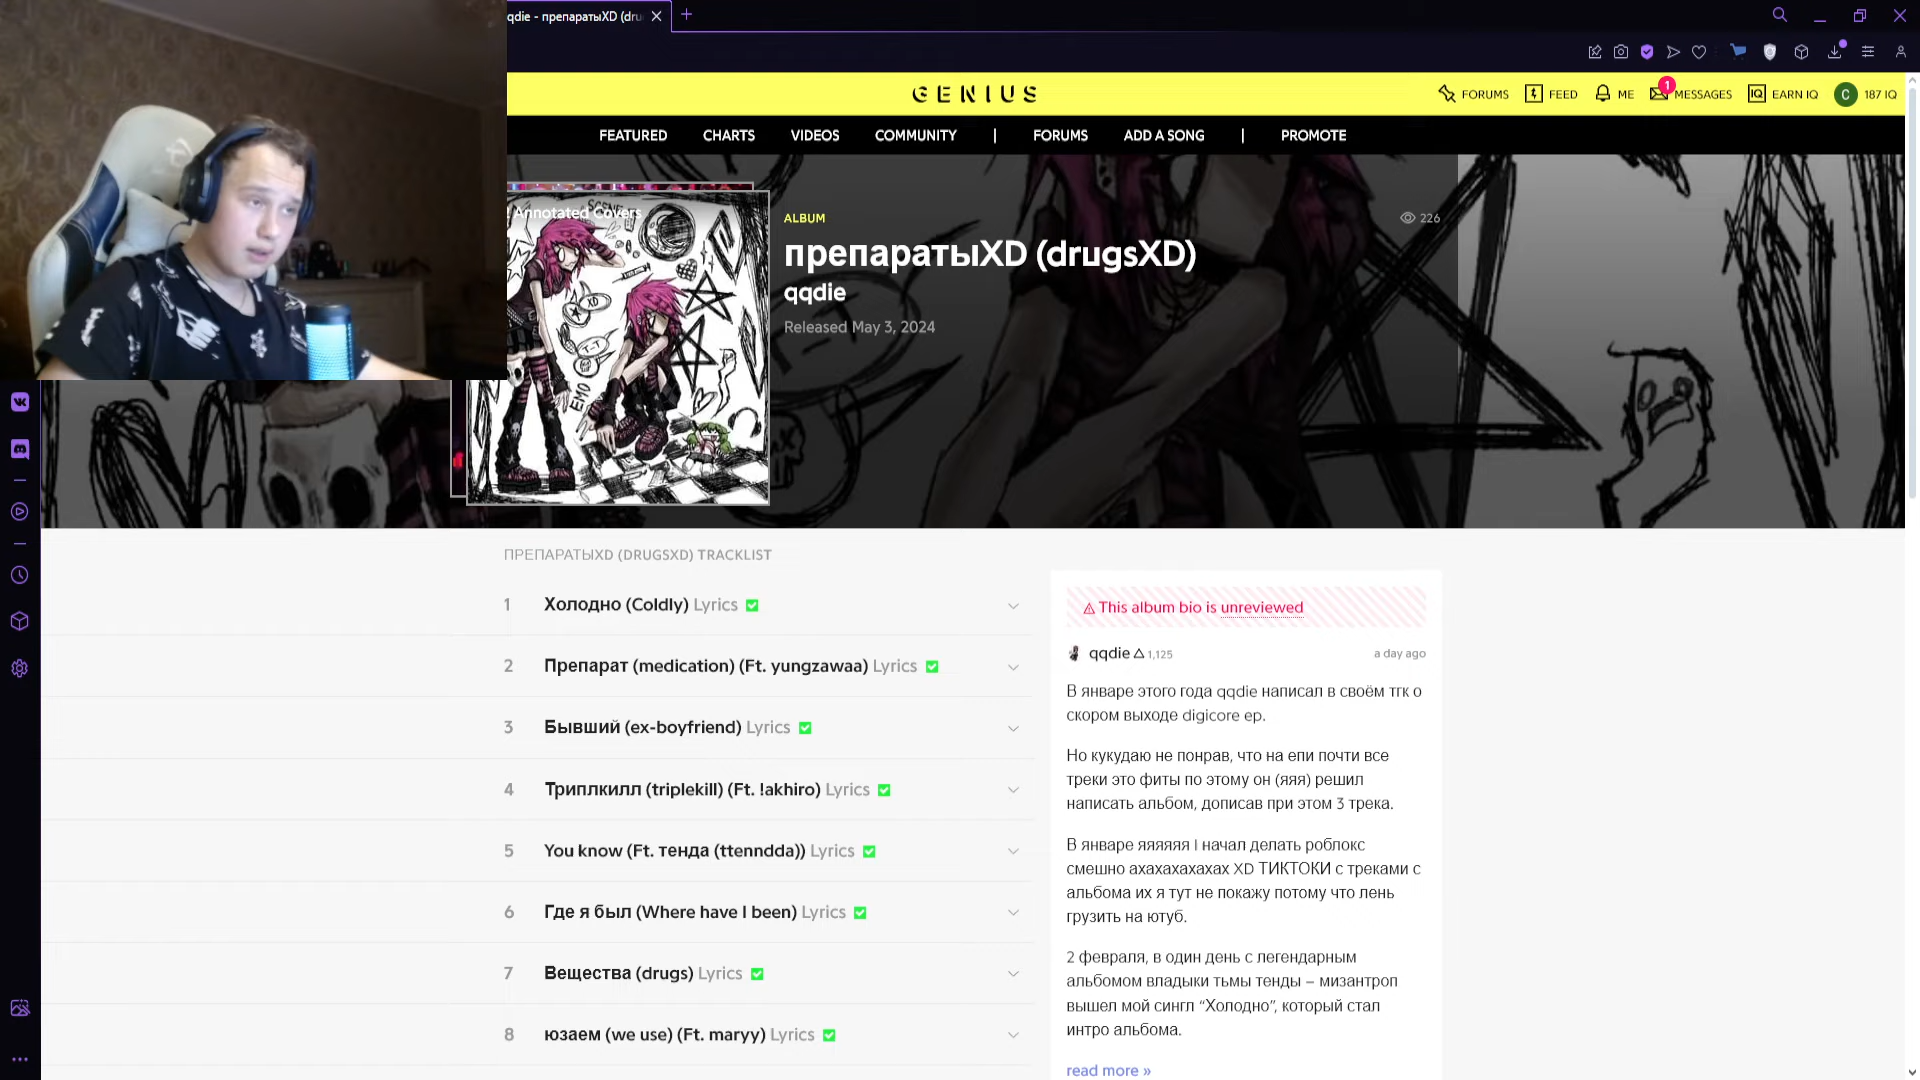 qqdie - препаратыXD (dru
GENIUS
FORUMS
FEED
ME
1
MESSAGES
IQ
EARN IQ
C
187 IQ
FEATURED
CHARTS
VIDEOS
COMMUNITY
|
FORUMS
ADD A SONG
|
PROMOTE
Annotated Covers
SCENE
XD
T-T
EMO
ALBUM
226
препаратыXD (drugsXD)
qqdie
Released May 3, 2024
ПРЕПАРАТЫXD (DRUGSXD) TRACKLIST
1 Холодно (Coldly) Lyrics
2 Препарат (medication) (Ft. yungzawaa) Lyrics
3 Бывший (ex-boyfriend) Lyrics
4 Триплкилл (triplekill) (Ft. !akhiro) Lyrics
5 You know (Ft. тенда (ttenndda)) Lyrics
6 Где я был (Where have I been) Lyrics
7 Вещества (drugs) Lyrics
8 юзаем (we use) (Ft. maryy) Lyrics
This album bio is unreviewed
qqdie 1,125
a day ago
В январе этого года qqdie написал в своём тгк о
скором выходе digicore ep.
Но кукудаю не понрав, что на епи почти все
треки это фиты по этому он (яяя) решил
написать альбом, дописав при этом 3 трека.
В январе яяяяяя I начал делать роблокс
смешно ахахахахахах XD ТИКТОКИ с треками с
альбома их я тут не покажу потому что лень
грузить на ютуб.
2 февраля, в один день с легендарным
альбомом владыки тьмы тенды – мизантроп
вышел мой сингл “Холодно”, который стал
интро альбома.
read more »